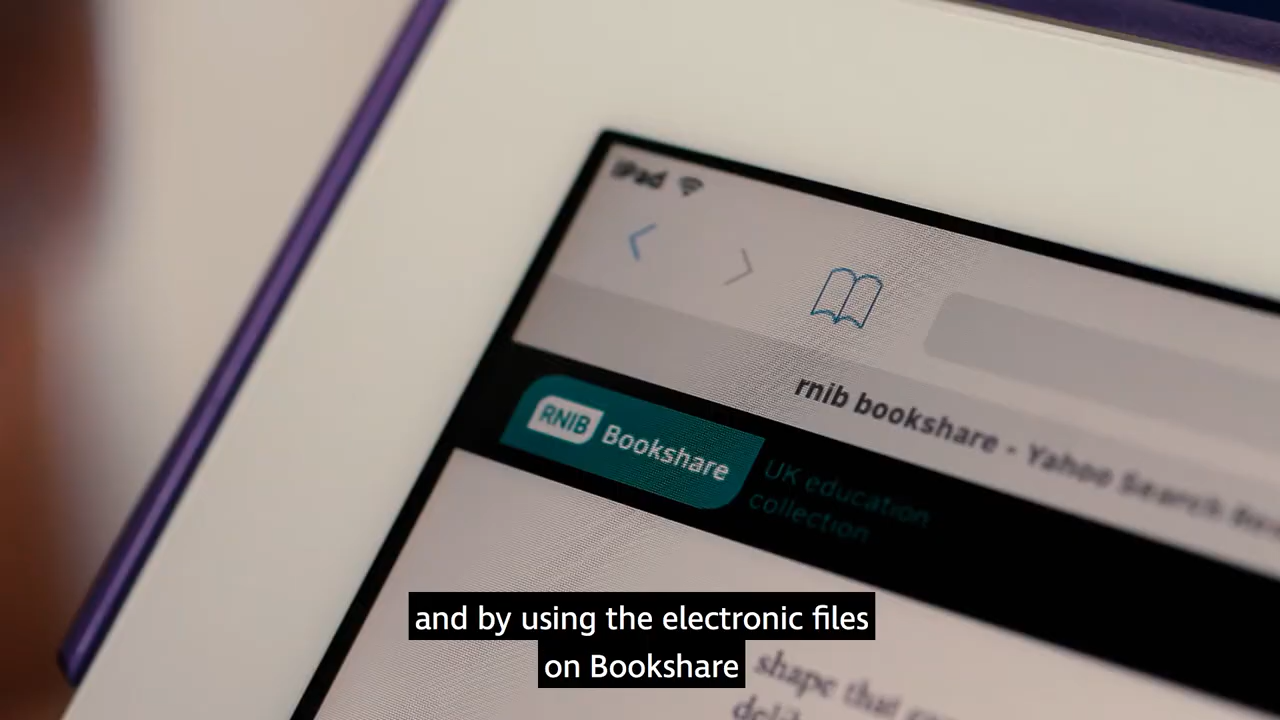 iPad
rnib bookshare - Yahoo Search
RNIB Bookshare
UK education
collection
and by using the electronic files
on Bookshare
shape that